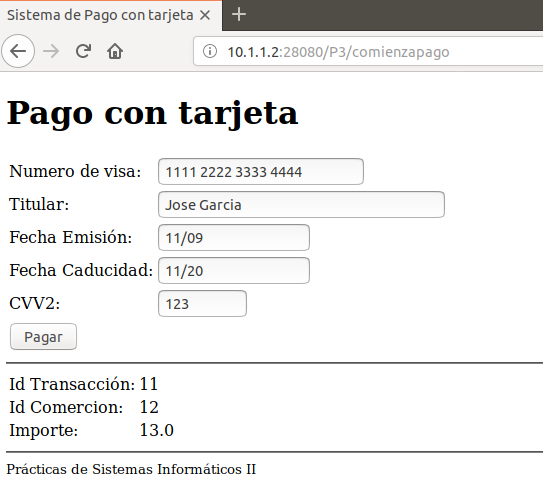 Sistema de Pago con tarjeta
10.1.1.2:28080/P3/comienzapago
Pago con tarjeta
Numero de visa: 1111 2222 3333 4444
Titular: Jose Garcia
Fecha Emisión: 11/09
Fecha Caducidad: 11/20
CVV2: 123
Pagar
Id Transacción: 11
Id Comercion: 12
Importe: 13.0
Prácticas de Sistemas Informáticos II